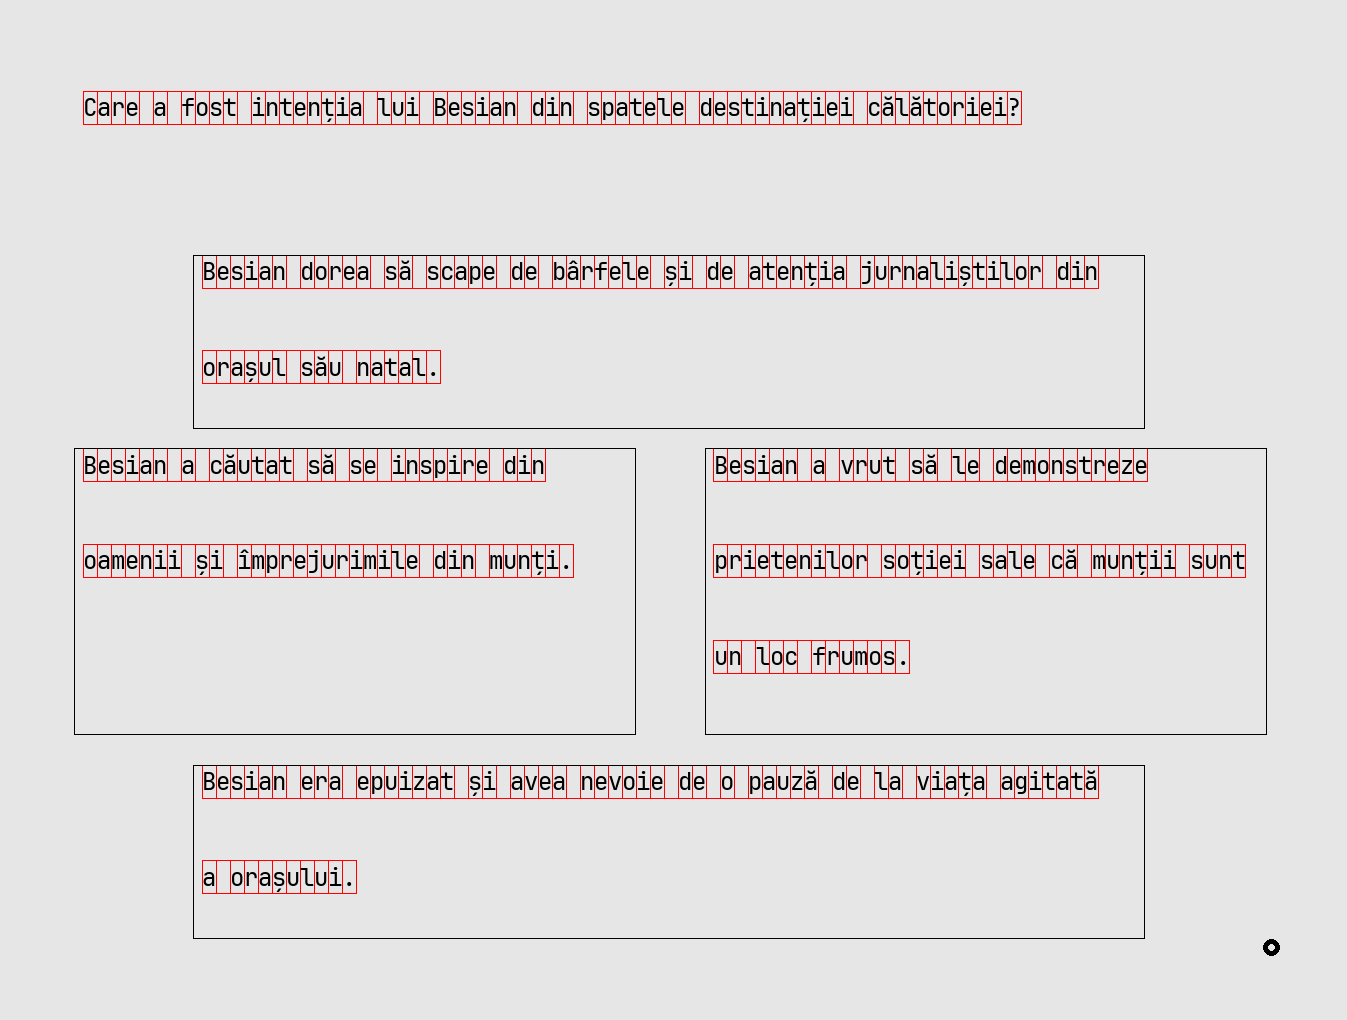 Care a fost intenția lui Besian din spatele destinației călătoriei?
Besian dorea să scape de bârfele și de atenția jurnaliștilor din
orașul său natal.
Besian a căutat să se inspire din
oamenii și împrejurimile din munți.
Besian a vrut să le demonstreze
prietenilor soției sale că munții sunt
un loc frumos.
Besian era epuizat și avea nevoie de o pauză de la viața agitată
a orașului.